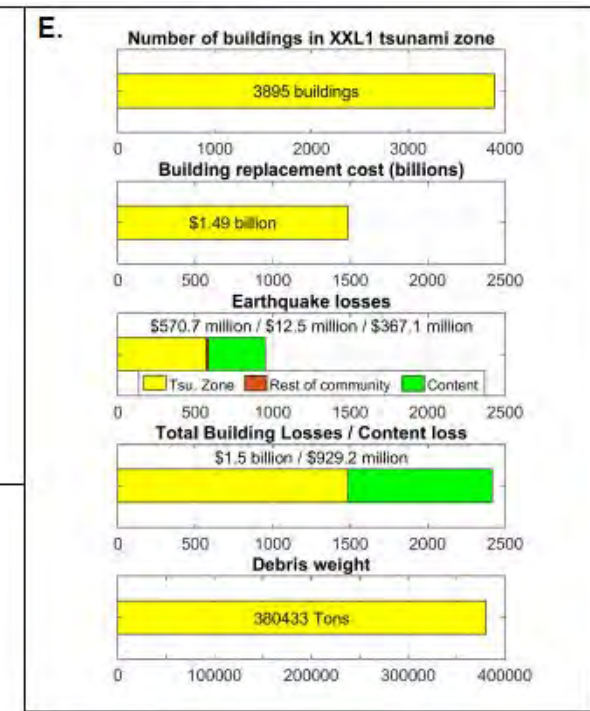 E.
Number of buildings in XXL1 tsunami zone
3895 buildings
0 1000 2000 3000 4000
Building replacement cost (billions)
$1.49 billion
0 500 1000 1500 2000 2500
Earthquake losses
$570.7 million / $12.5 million / $367.1 million
Tsu. Zone Rest of community Content
0 500 1000 1500 2000 2500
Total Building Losses / Content loss
$1.5 billion / $929.2 million
0 500 1000 1500 2000 2500
Debris weight
380433 Tons
0 100000 200000 300000 400000